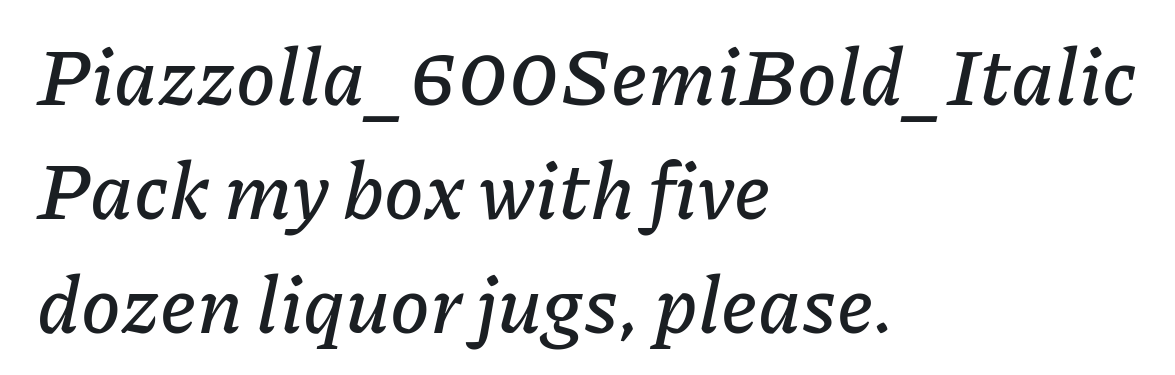 Piazzolla_600SemiBold_Italic
Pack my box with five
dozen liquor jugs, please.